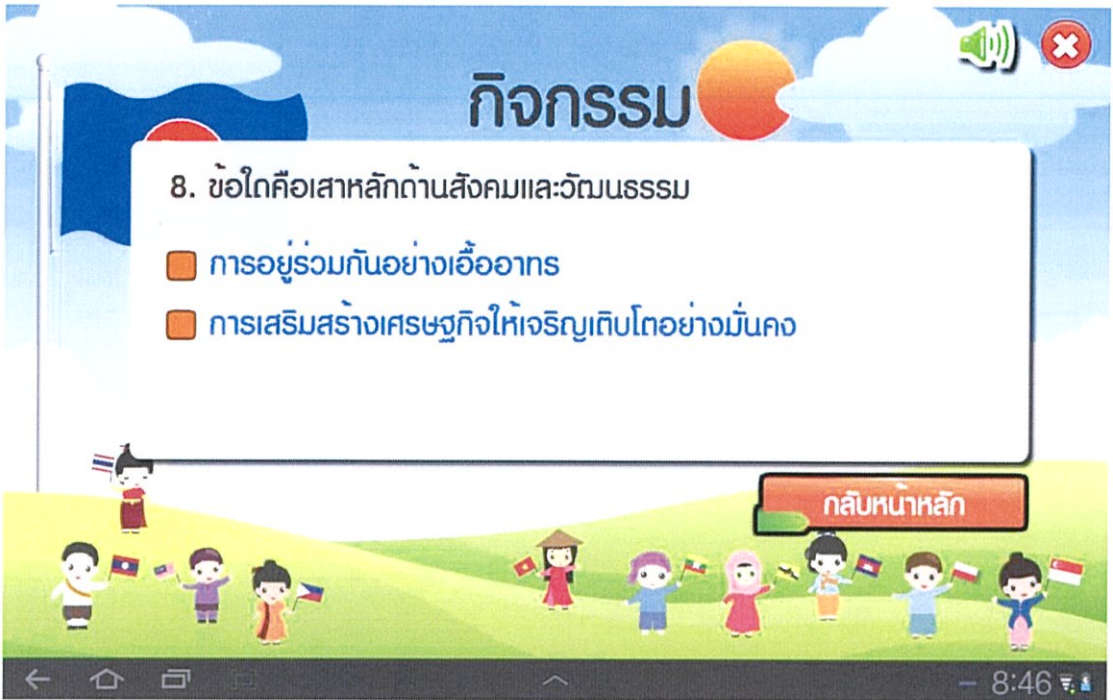 กิจกรรม
8. ข้อใดคือเสาหลักด้านสังคมและวัฒนธรรม
การอยู่ร่วมกันอย่างเอื้ออาทร
การเสริมสร้างเศรษฐกิจให้เจริญเติบโตอย่างมั่นคง
กลับหน้าหลัก
8:46